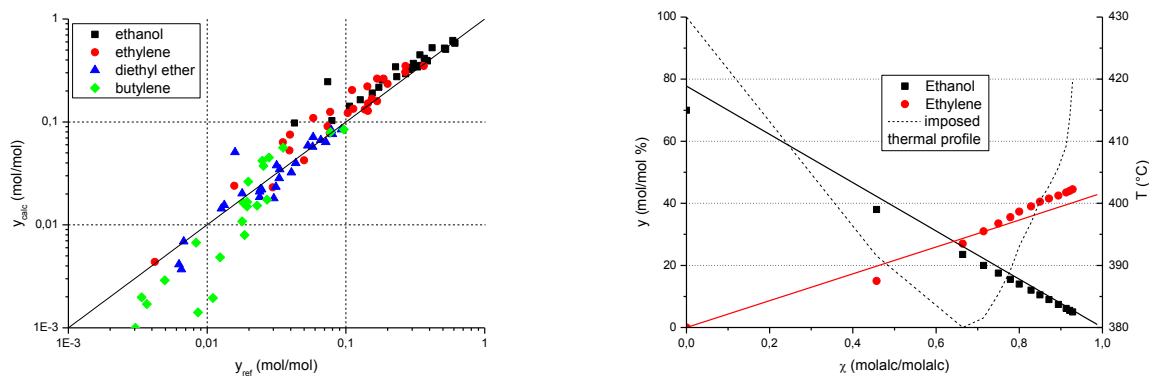 1
0,1
0,01
1E-3
1E-3
0,01
0,1
1
y_calc (mol/mol)
y_ref (mol/mol)
ethanol
ethylene
diethyl ether
butylene
100
80
60
40
20
0
0,0
0,2
0,4
0,6
0,8
1,0
y (mol/mol %)
χ (molalc/molalc)
Ethanol
Ethylene
imposed
thermal profile
430
420
410
400
390
380
T (°C)